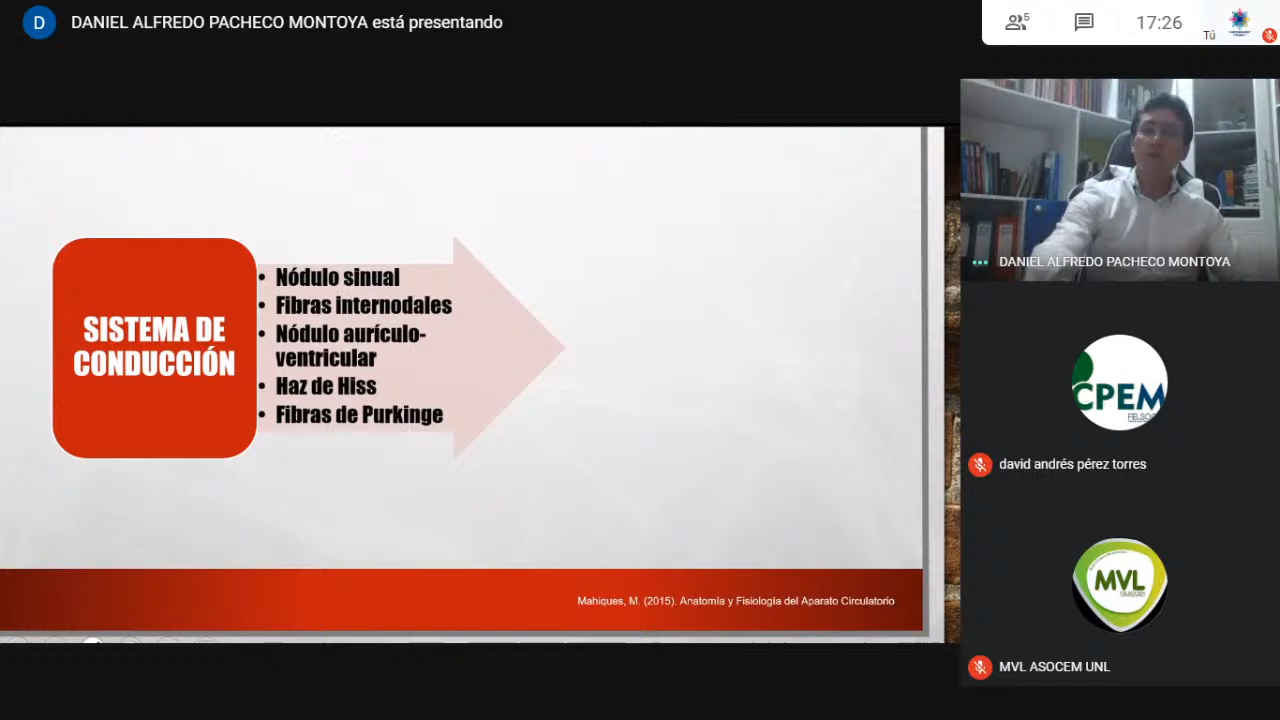 D
DANIEL ALFREDO PACHECO MONTOYA está presentando
5
17:26
Tú
SISTEMA DE
CONDUCCIÓN
• Nódulo sinual
• Fibras internodales
• Nódulo aurículo-
ventricular
• Haz de Hiss
• Fibras de Purkinge
Mahiques, M. (2015). Anatomía y Fisiología del Aparato Circulatorio
DANIEL ALFREDO PACHECO MONTOYA
CPEM
FELSOC
david andrés pérez torres
MVL
FELSOCEM
MVL ASOCEM UNL